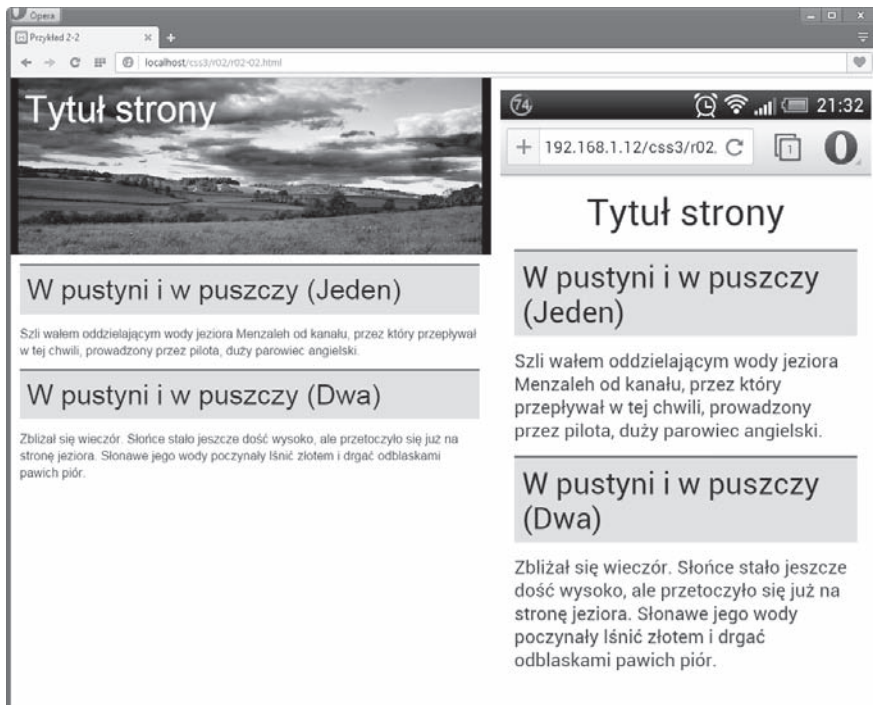 Opera
Przykład 2-2
localhost/css3/r02/r02-02.html
Tytuł strony
W pustyni i w puszczy (Jeden)
Szli wałem oddzielającym wody jeziora Menzaleh od kanału, przez który przepływał
w tej chwili, prowadzony przez pilota, duży parowiec angielski.
W pustyni i w puszczy (Dwa)
Zbliżał się wieczór. Słońce stało jeszcze dość wysoko, ale przetoczyło się już na
stronę jeziora. Słonawe jego wody poczynały lśnić złotem i drgać odblaskami
pawich piór.
74
21:32
192.168.1.12/css3/r02.
1
Tytuł strony
W pustyni i w puszczy
(Jeden)
Szli wałem oddzielającym wody jeziora
Menzaleh od kanału, przez który
przepływał w tej chwili, prowadzony
przez pilota, duży parowiec angielski.
W pustyni i w puszczy
(Dwa)
Zbliżał się wieczór. Słońce stało jeszcze
dość wysoko, ale przetoczyło się już na
stronę jeziora. Słonawe jego wody
poczynały lśnić złotem i drgać
odblaskami pawich piór.